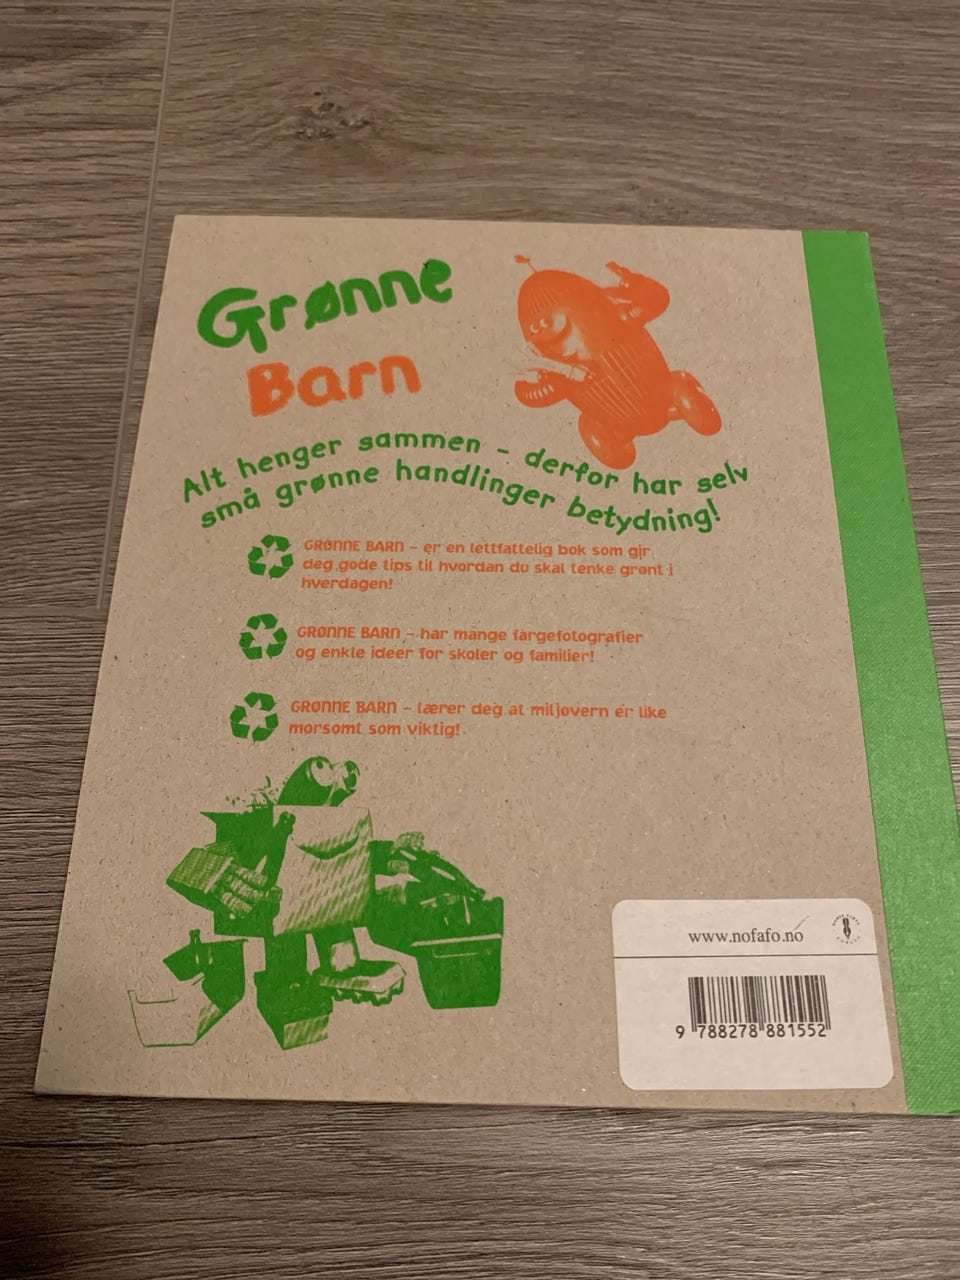 Grønne
Barn
Alt henger sammen – derfor har selv
små grønne handlinger betydning!
GRØNNE BARN – er en lettfattelig bok som gir
deg gode tips til hvordan du skal tenke grønt i
hverdagen!
GRØNNE BARN – har mange fargefotografier
og enkle ideer for skoler og familier!
GRØNNE BARN – lærer deg at miljøvern er like
morsomt som viktig!
www.nofafo.no
9 788278 881552